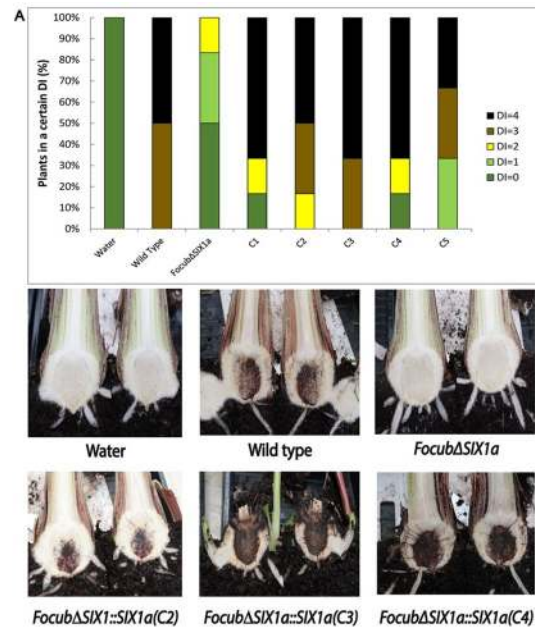 A
Plants in a certain DI (%)
100%
90%
80%
70%
60%
50%
40%
30%
20%
10%
0%
DI=4
DI=3
DI=2
DI=1
DI=0
Water
Wild Type
FocubΔSIX1a
C1
C2
C3
C4
C5
Water
Wild type
FocubΔSIX1a
FocubΔSIX1::SIX1a(C2)
FocubΔSIX1a::SIX1a(C3)
FocubΔSIX1a::SIX1a(C4)